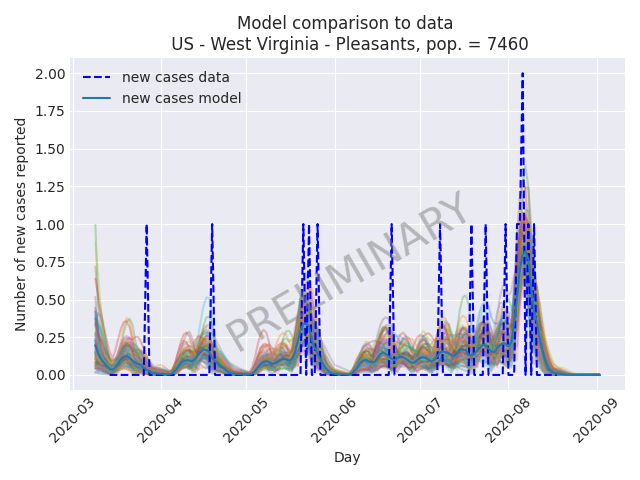 Model comparison to data
US - West Virginia - Pleasants, pop. = 7460
new cases data
new cases model
PRELIMINARY
Number of new cases reported
2.00
1.75
1.50
1.25
1.00
0.75
0.50
0.25
0.00
2020-03
2020-04
2020-05
2020-06
2020-07
2020-08
2020-09
Day